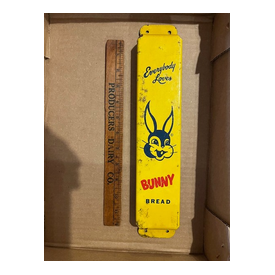 PRODUCERS DAIRY CO.
Everybody
Loves
BUNNY
BREAD